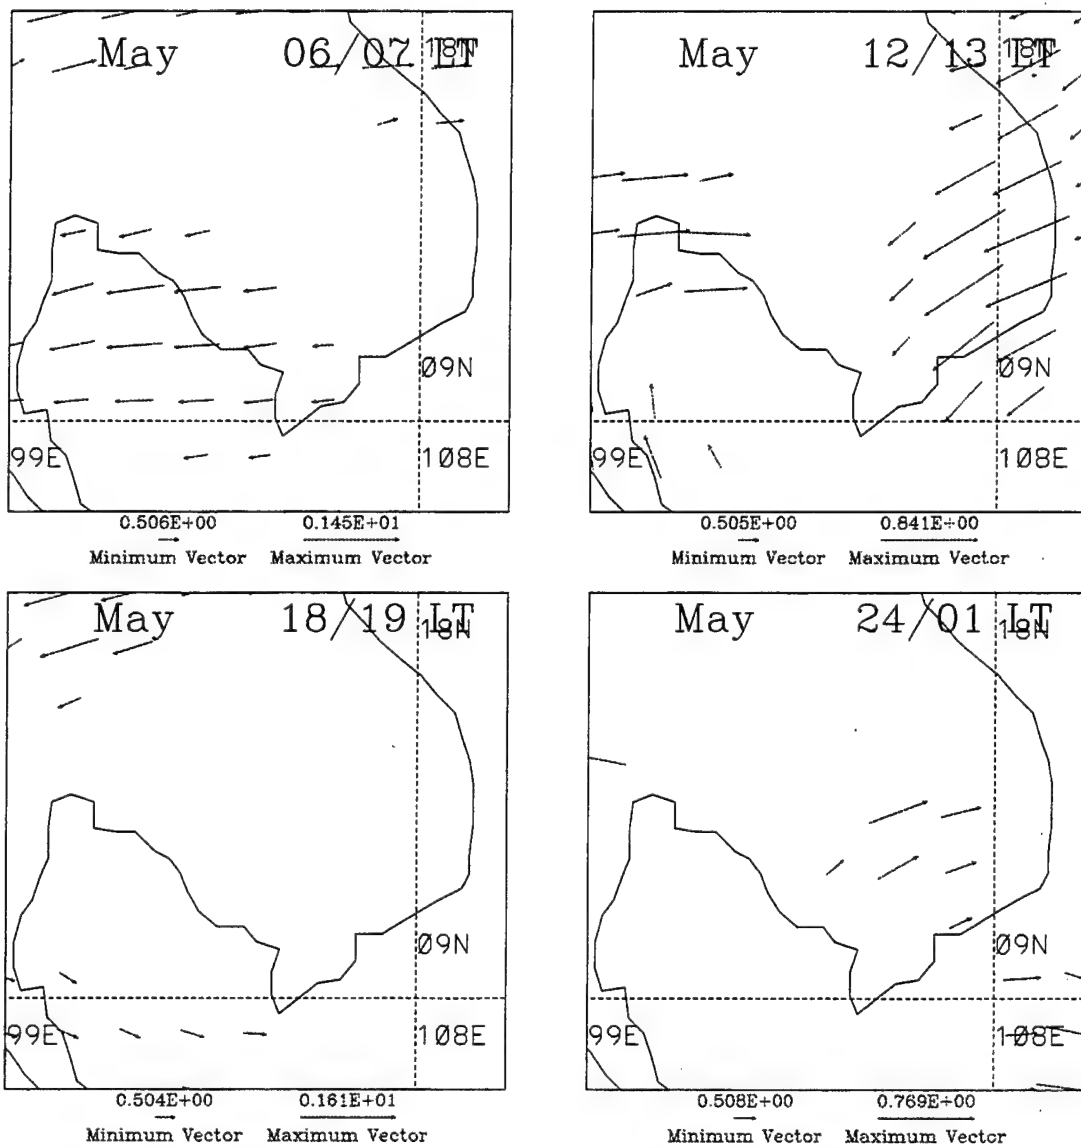 May 06/07 LT
18N
09N
99E
108E
0.506E+00 0.145E+01
Minimum Vector Maximum Vector
May 12/13 LT
18N
09N
99E
108E
0.505E+00 0.841E+00
Minimum Vector Maximum Vector
May 18/19 LT
18N
09N
99E
108E
0.504E+00 0.161E+01
Minimum Vector Maximum Vector
May 24/01 LT
18N
09N
99E
108E
0.508E+00 0.769E+00
Minimum Vector Maximum Vector